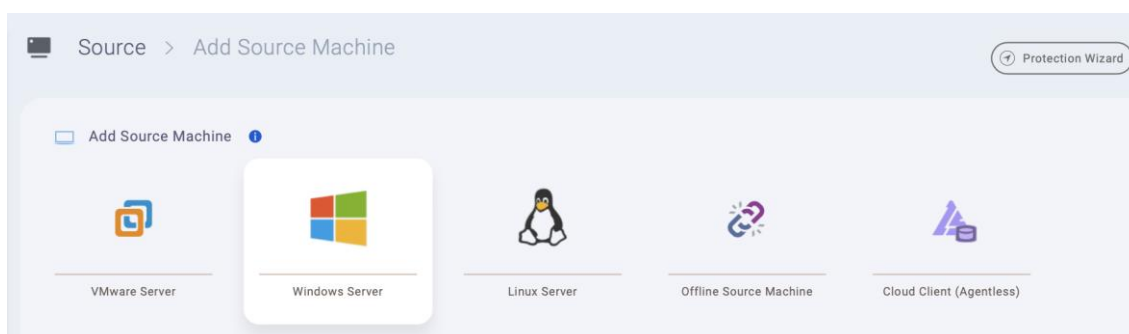 Source > Add Source Machine
Protection Wizard
Add Source Machine
VMware Server
Windows Server
Linux Server
Offline Source Machine
Cloud Client (Agentless)